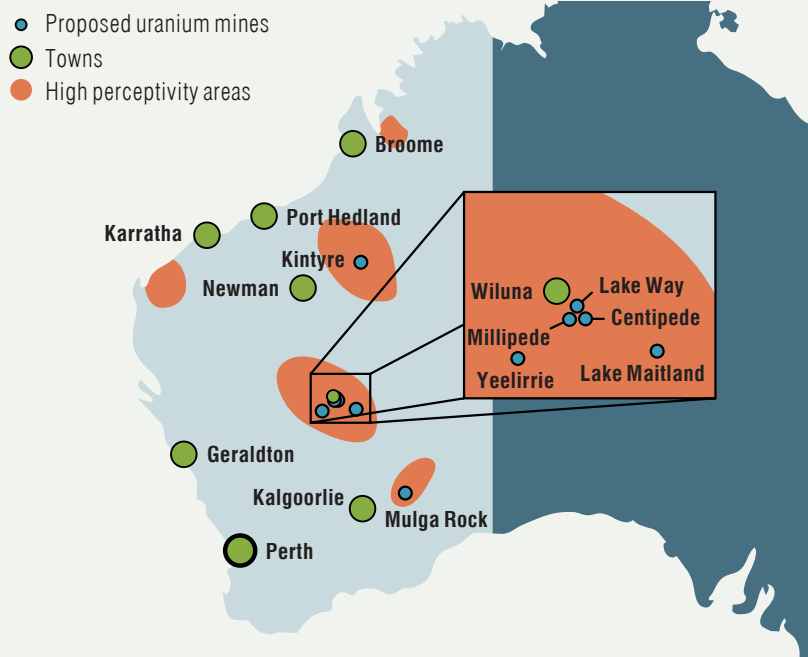 Proposed uranium mines
Towns
High perceptivity areas
Broome
Port Hedland
Karratha
Kintyre
Newman
Wiluna
Lake Way
Centipede
Millipede
Yeelirrie
Lake Maitland
Geraldton
Kalgoorlie
Mulga Rock
Perth